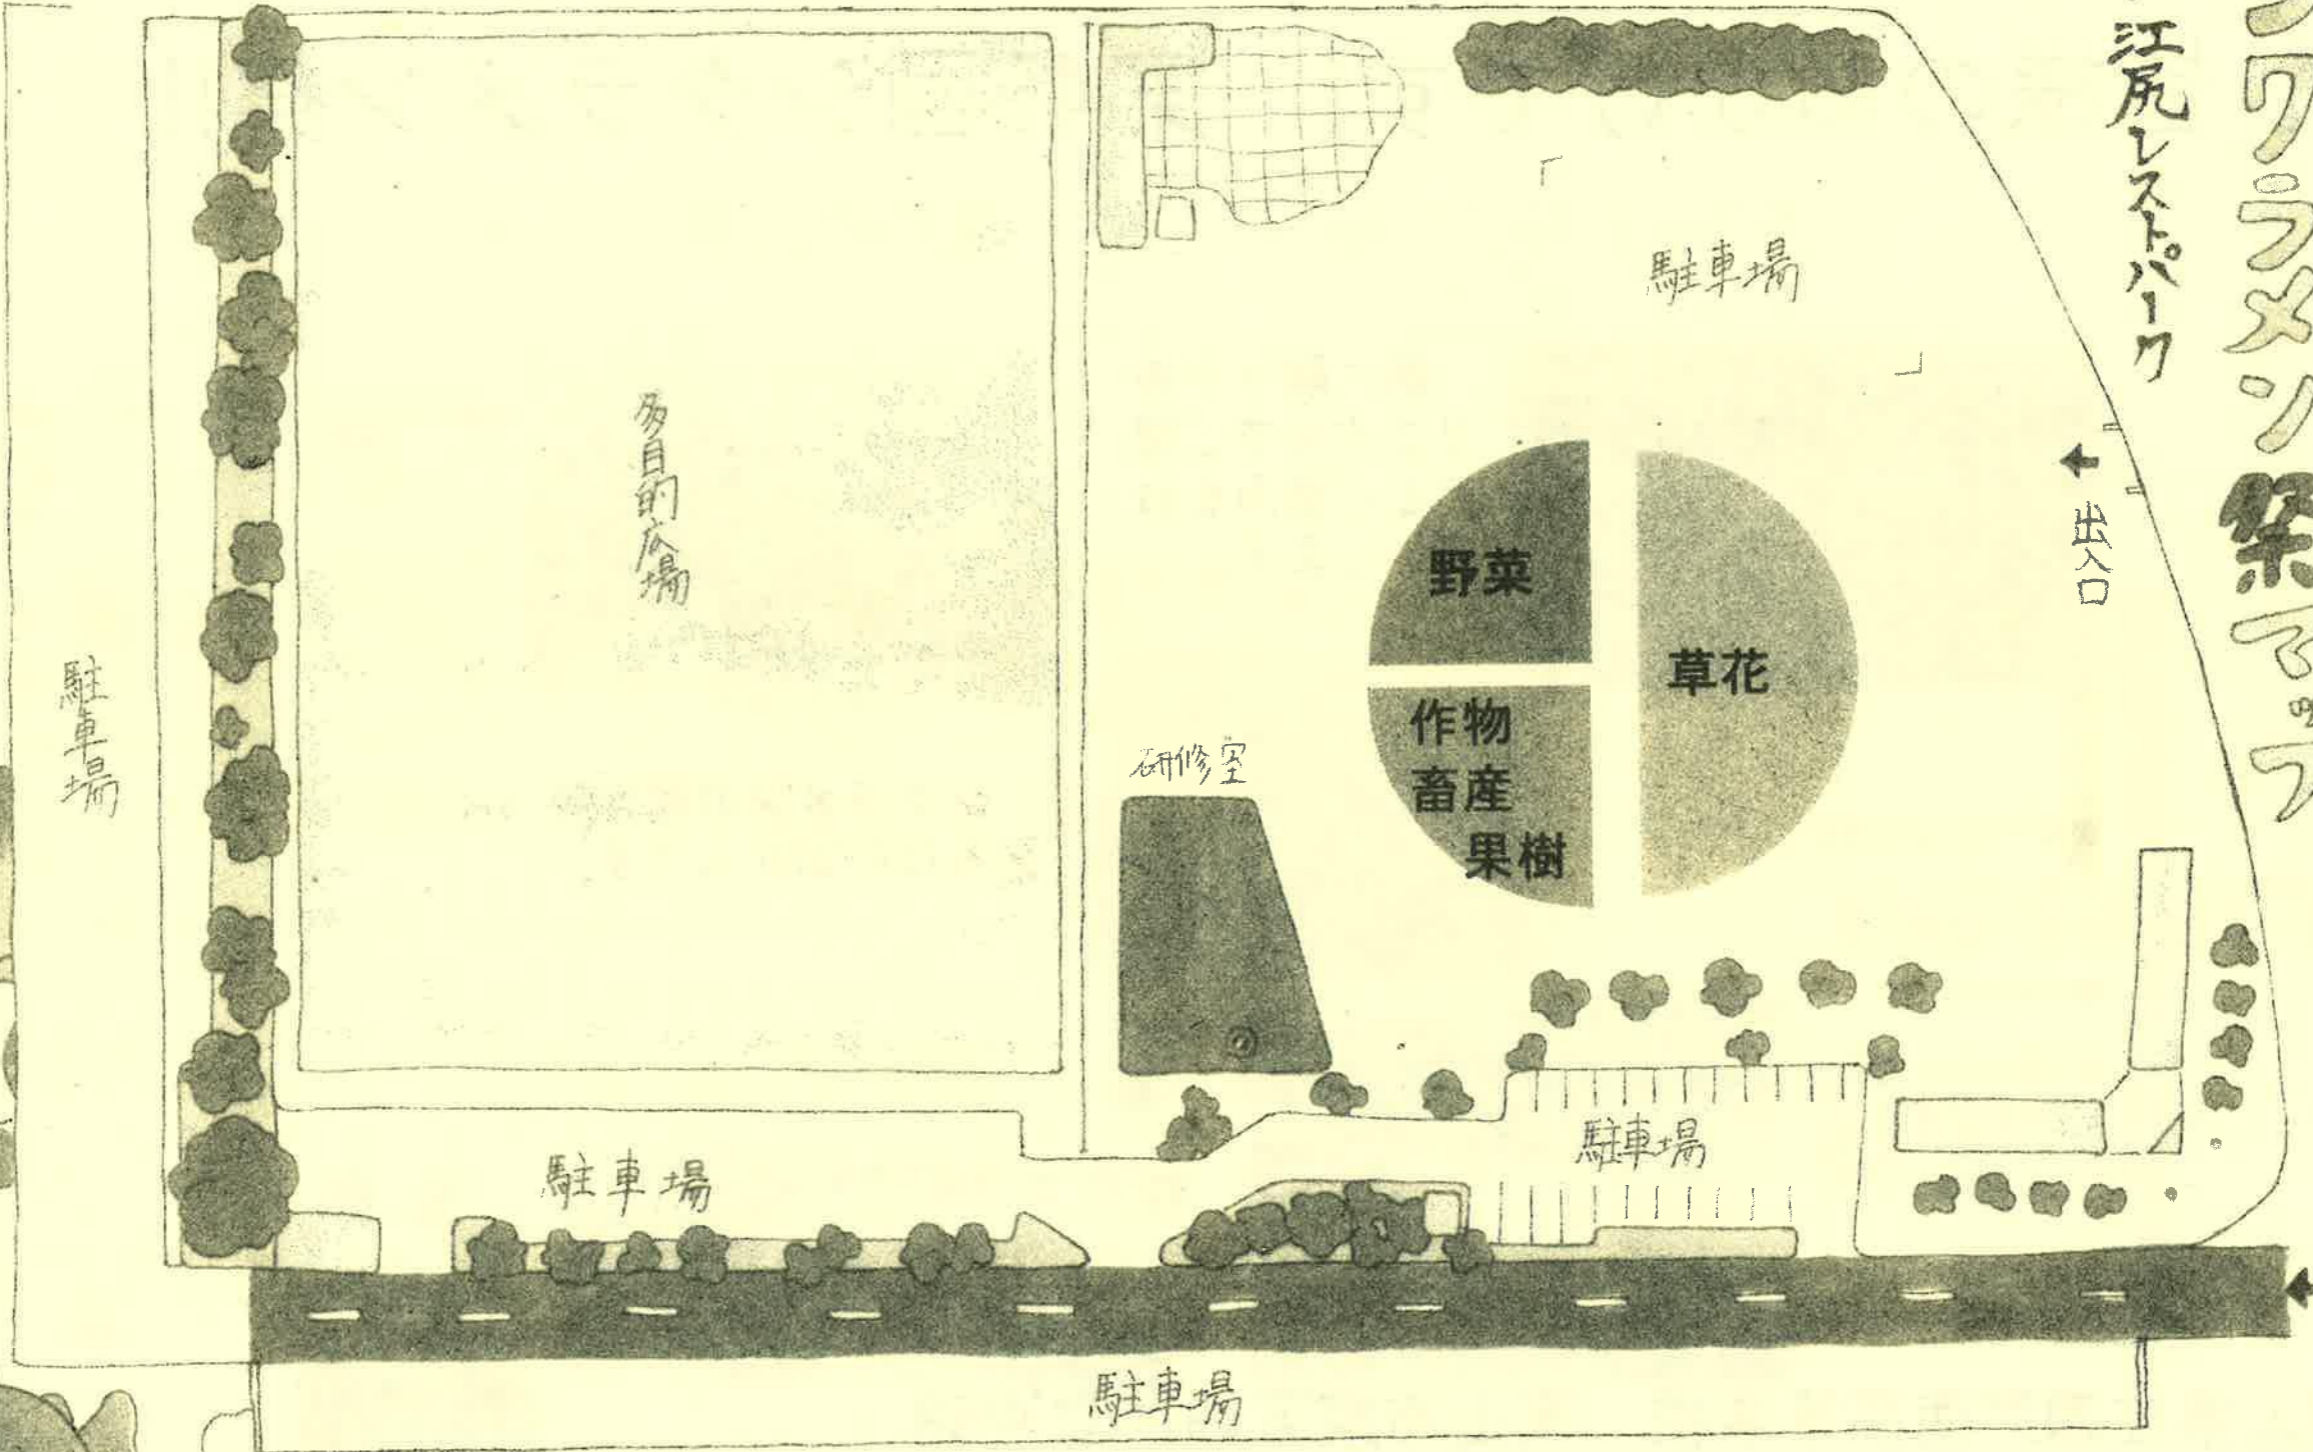 ワラメン祭マップ
江尻レストパーク
駐車場
出入口
野菜
草花
作物
畜産
果樹
多目的広場
研修室
駐車場
駐車場
駐車場
駐車場